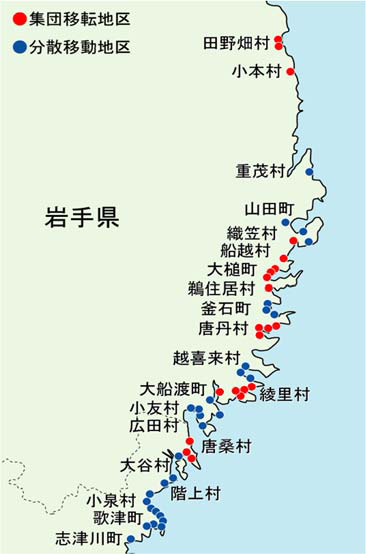 集団移転地区
分散移動地区
田野畑村
小本村
重茂村
山田町
岩手県
織笠村
船越村
大槌町
鵜住居村
釜石町
唐丹村
越喜来村
大船渡町
綾里村
小友村
広田村
唐桑村
大谷村
階上村
小泉村
歌津町
志津川町